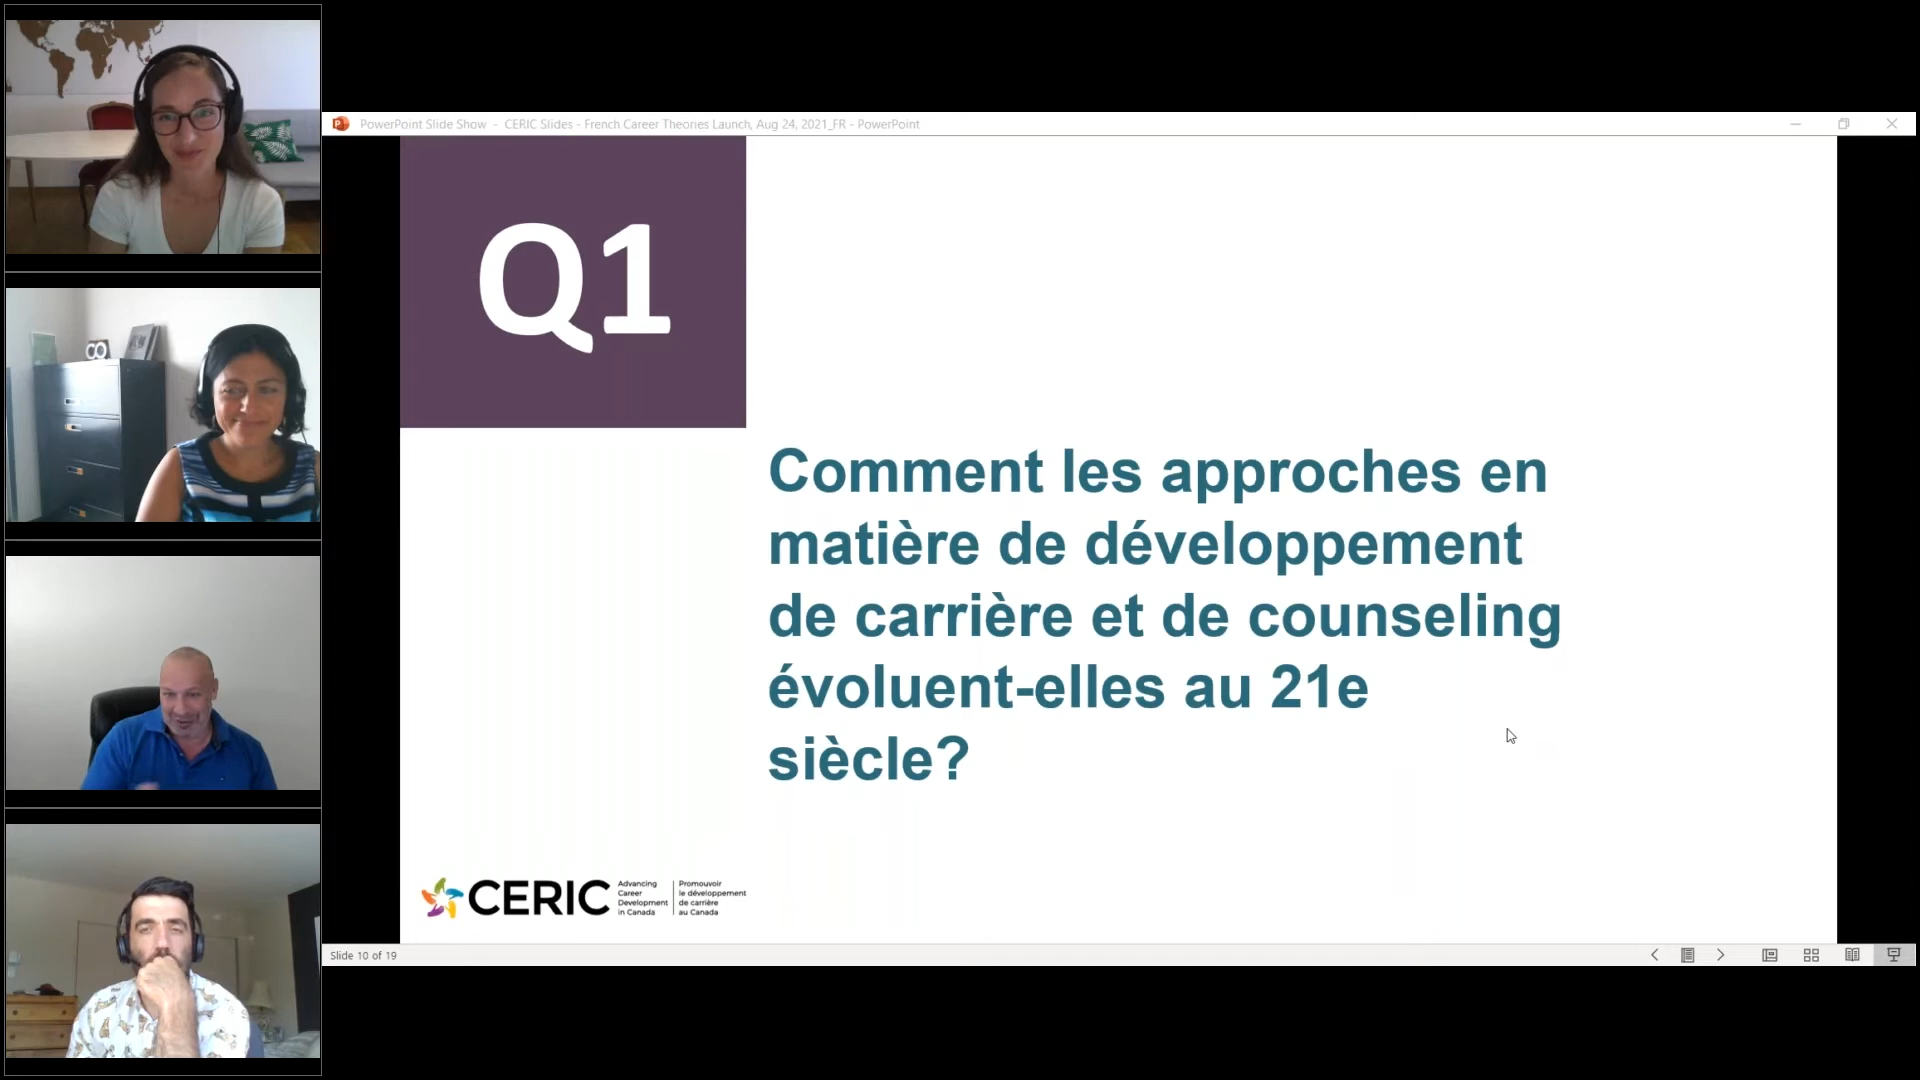 PowerPoint Slide Show - CERIC Slides - French Career Theories Launch, Aug 24, 2021_FR - PowerPoint
Q1
Comment les approches en
matière de développement
de carrière et de counseling
évoluent-elles au 21e
siècle?
CERIC
Advancing
Career
Development
in Canada
Promouvoir
le développement
de carrière
au Canada
Slide 10 of 19